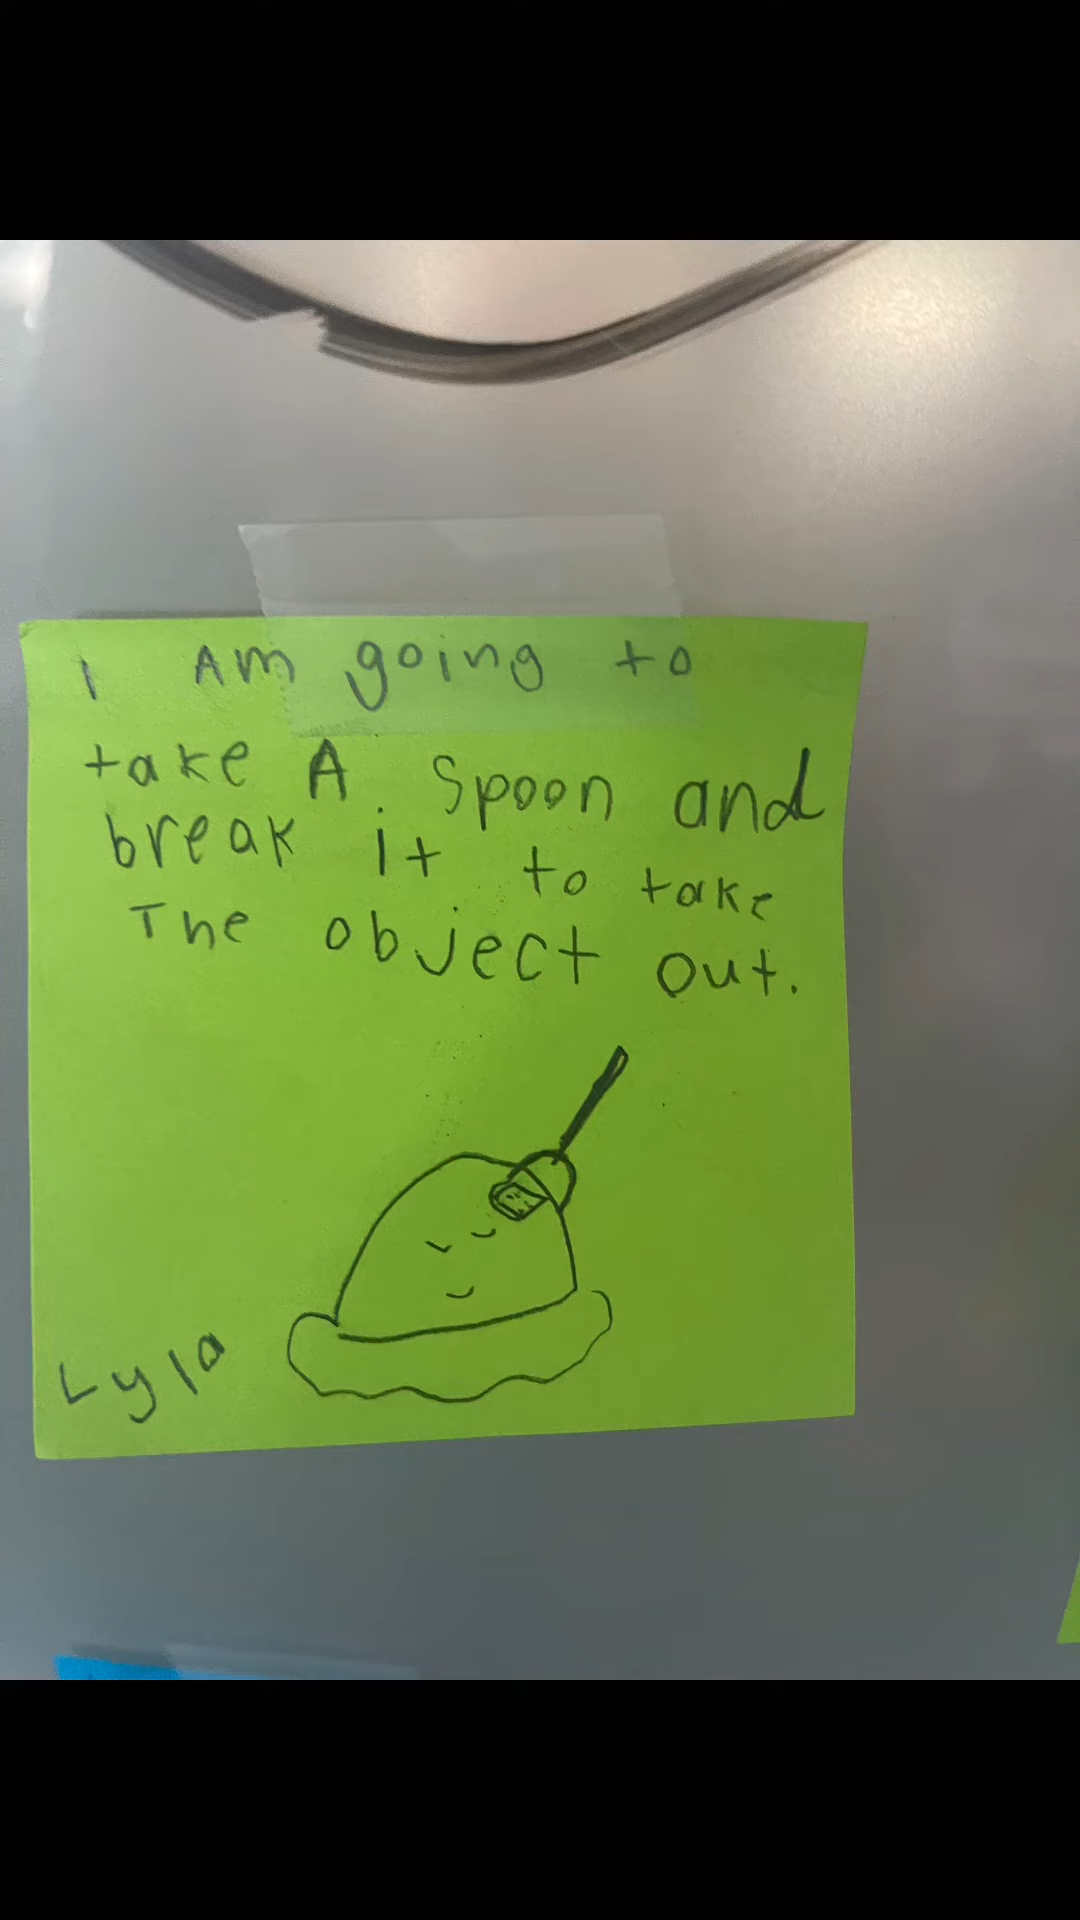 I Am going to
take A spoon and
break it to take
The object out.
Lyla